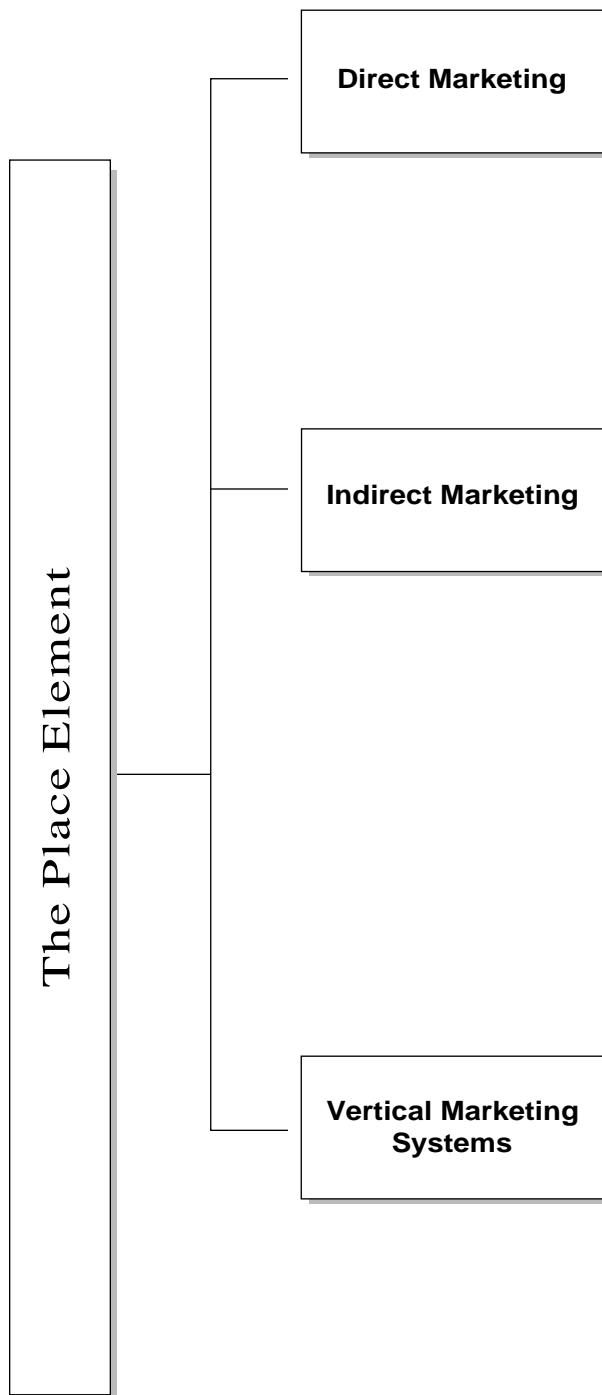 The Place Element
Direct Marketing
Indirect Marketing
Vertical Marketing
Systems